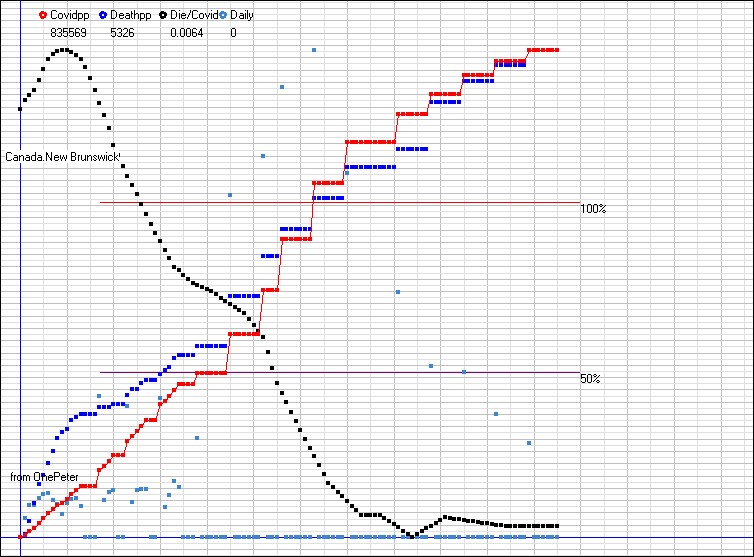 Covidpp Deathpp Die/Covid Daily
835569 5326 0.0064 0
Canada.New Brunswick'
100%
50%
from OnePeter